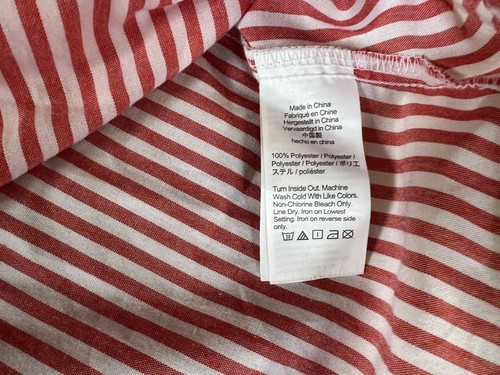 Made in China
Fabriqué en Chine
Hergestellt in China
Vervaardigd in China
中国製
hecho en china
100% Polyester / Polyester /
Polyester / Polyester / ポリエ
ステル / poliéster
Turn Inside Out. Machine
Wash Cold With Like Colors.
Non-Chlorine Bleach Only.
Line Dry. Iron on Lowest
Setting. Iron on reverse side
only.